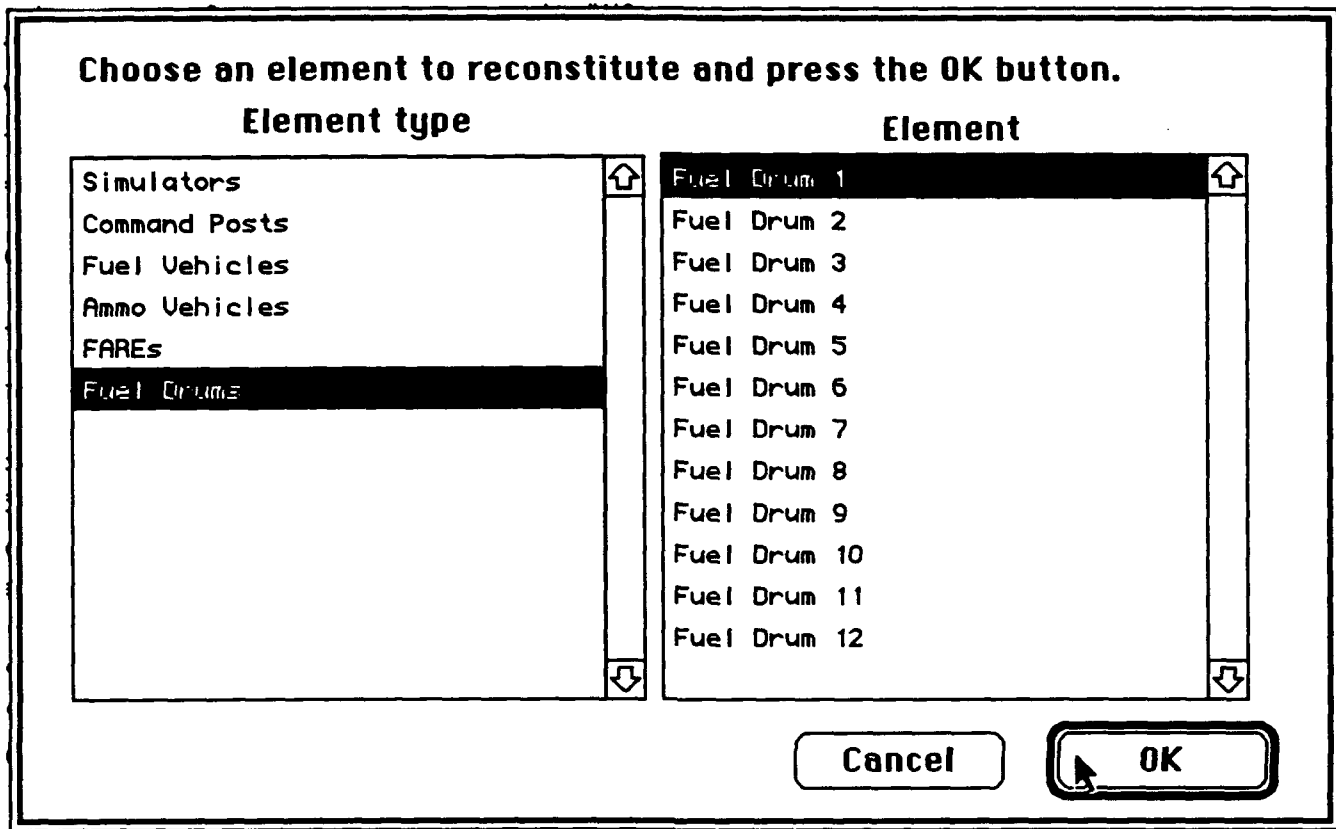 Choose an element to reconstitute and press the OK button.
Element type
Simulators
Command Posts
Fuel Vehicles
Ammo Vehicles
FAREs
Fuel Drums
Element
Fuel Drum 1
Fuel Drum 2
Fuel Drum 3
Fuel Drum 4
Fuel Drum 5
Fuel Drum 6
Fuel Drum 7
Fuel Drum 8
Fuel Drum 9
Fuel Drum 10
Fuel Drum 11
Fuel Drum 12
Cancel
OK